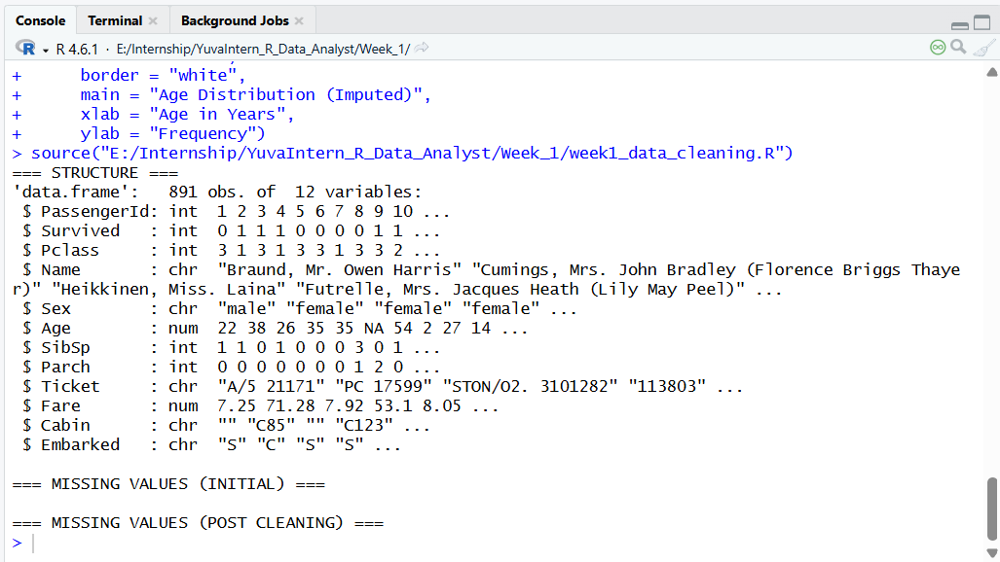 Console Terminal Background Jobs
R 4.6.1 · E:/Internship/YuvaIntern_R_Data_Analyst/Week_1/
+ border = "white",
+ main = "Age Distribution (Imputed)",
+ xlab = "Age in Years",
+ ylab = "Frequency")
> source("E:/Internship/YuvaIntern_R_Data_Analyst/Week_1/week1_data_cleaning.R")
=== STRUCTURE ===
'data.frame': 891 obs. of 12 variables:
$ PassengerId: int 1 2 3 4 5 6 7 8 9 10 ...
$ Survived : int 0 1 1 1 0 0 0 0 1 1 ...
$ Pclass : int 3 1 3 1 3 3 1 3 3 2 ...
$ Name : chr "Braund, Mr. Owen Harris" "Cumings, Mrs. John Bradley (Florence Briggs Thaye
r)" "Heikkinen, Miss. Laina" "Futrelle, Mrs. Jacques Heath (Lily May Peel)" ...
$ Sex : chr "male" "female" "female" "female" ...
$ Age : num 22 38 26 35 35 NA 54 2 27 14 ...
$ SibSp : int 1 1 0 1 0 0 0 3 0 1 ...
$ Parch : int 0 0 0 0 0 0 0 1 2 0 ...
$ Ticket : chr "A/5 21171" "PC 17599" "STON/O2. 3101282" "113803" ...
$ Fare : num 7.25 71.28 7.92 53.1 8.05 ...
$ Cabin : chr "" "C85" "" "C123" ...
$ Embarked : chr "S" "C" "S" "S" ...
=== MISSING VALUES (INITIAL) ===
=== MISSING VALUES (POST CLEANING) ===
>